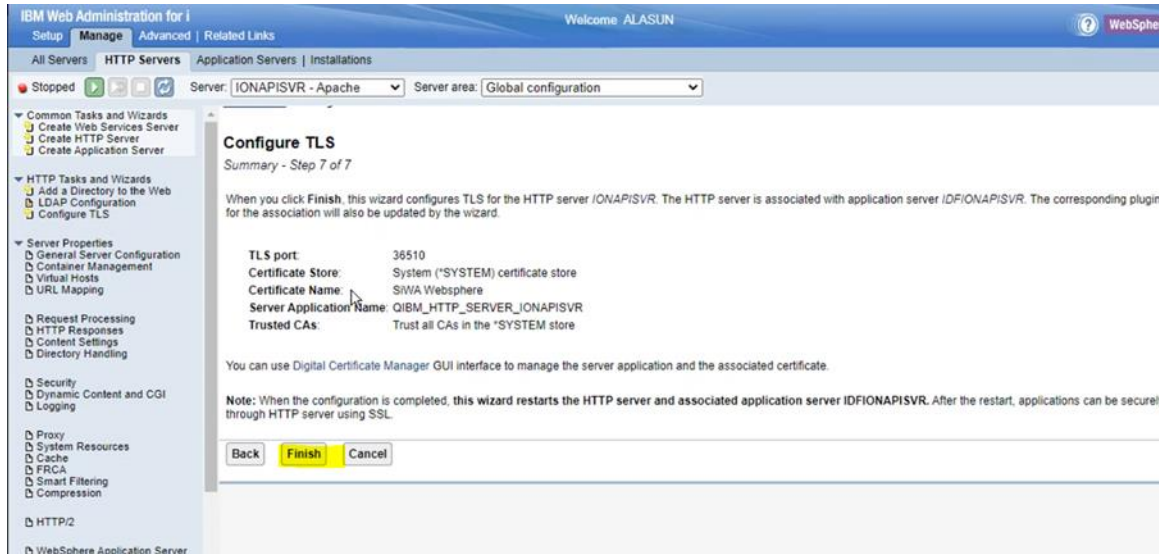 IBM Web Administration for i
Welcome ALASUN
Setup Manage Advanced | Related Links
All Servers HTTP Servers Application Servers | Installations
Stopped Server: IONAPISVR - Apache Server area: Global configuration
Common Tasks and Wizards
Create Web Services Server
Create HTTP Server
Create Application Server
HTTP Tasks and Wizards
Add a Directory to the Web
LDAP Configuration
Configure TLS
Server Properties
General Server Configuration
Container Management
Virtual Hosts
URL Mapping
Request Processing
HTTP Responses
Content Settings
Directory Handling
Security
Dynamic Content and CGI
Logging
Proxy
System Resources
Cache
FRCA
Smart Filtering
Compression
HTTP/2
WebSphere Application Server
Configure TLS
Summary - Step 7 of 7
When you click Finish, this wizard configures TLS for the HTTP server IONAPISVR. The HTTP server is associated with application server IDFIONAPISVR. The corresponding plugin
for the association will also be updated by the wizard.
TLS port: 36510
Certificate Store: System (*SYSTEM) certificate store
Certificate Name: SiWA Websphere
Server Application Name: QIBM_HTTP_SERVER_IONAPISVR
Trusted CAs: Trust all CAs in the *SYSTEM store
You can use Digital Certificate Manager GUI interface to manage the server application and the associated certificate.
Note: When the configuration is completed, this wizard restarts the HTTP server and associated application server IDFIONAPISVR. After the restart, applications can be securel
through HTTP server using SSL.
Back Finish Cancel